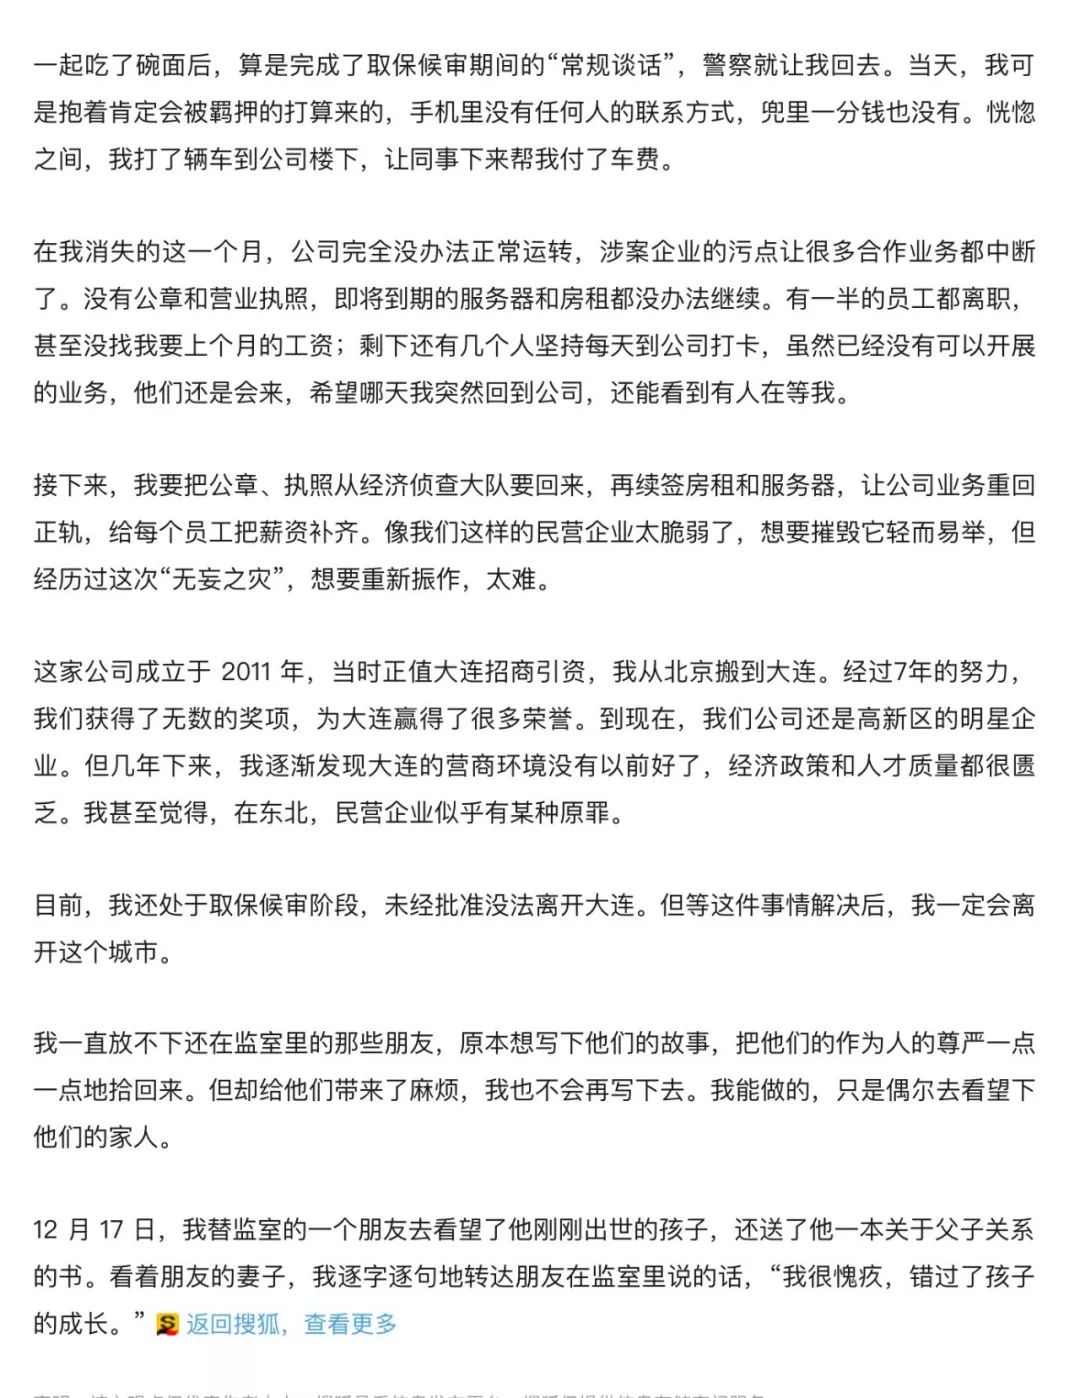 一起吃了碗面后，算是完成了取保候审期间的“常规谈话”，警察就让我回去。当天，我可
是抱着肯定会被羁押的打算来的，手机里没有任何人的联系方式，兜里一分钱也没有。恍惚
之间，我打了辆车到公司楼下，让同事下来帮我付了车费。
在我消失的这一个月，公司完全没办法正常运转，涉案企业的污点让很多合作业务都中断
了。没有公章和营业执照，即将到期的服务器和房租都没办法继续。有一半的员工都离职，
甚至没找我要上个月的工资；剩下还有几个人坚持每天到公司打卡，虽然已经没有可以开展
的业务，他们还是会来，希望哪天我突然回到公司，还能看到有人在等我。
接下来，我要把公章、执照从经济侦查大队要回来，再续签房租和服务器，让公司业务重回
正轨，给每个员工把薪资补齐。像我们这样的民营企业太脆弱了，想要摧毁它轻而易举，但
经历过这次“无妄之灾”，想要重新振作，太难。
这家公司成立于 2011 年，当时正值大连招商引资，我从北京搬到大连。经过7年的努力，
我们获得了无数的奖项，为大连赢得了很多荣誉。到现在，我们公司还是高新区的明星企
业。但几年下来，我逐渐发现大连的营商环境没有以前好了，经济政策和人才质量都很匮
乏。我甚至觉得，在东北，民营企业似乎有某种原罪。
目前，我还处于取保候审阶段，未经批准没法离开大连。但等这件事情解决后，我一定会离
开这个城市。
我一直放不下还在监室里的那些朋友，原本想写下他们的故事，把他们的作为人的尊严一点
一点地拾回来。但却给他们带来了麻烦，我也不会再写下去。我能做的，只是偶尔去看望下
他们的家人。
12 月 17 日，我替监室的一个朋友去看望了他刚刚出世的孩子，还送了他一本关于父子关系
的书。看着朋友的妻子，我逐字逐句地转达朋友在监室里说的话，“我很愧疚，错过了孩子
的成长。” 返回搜狐，查看更多